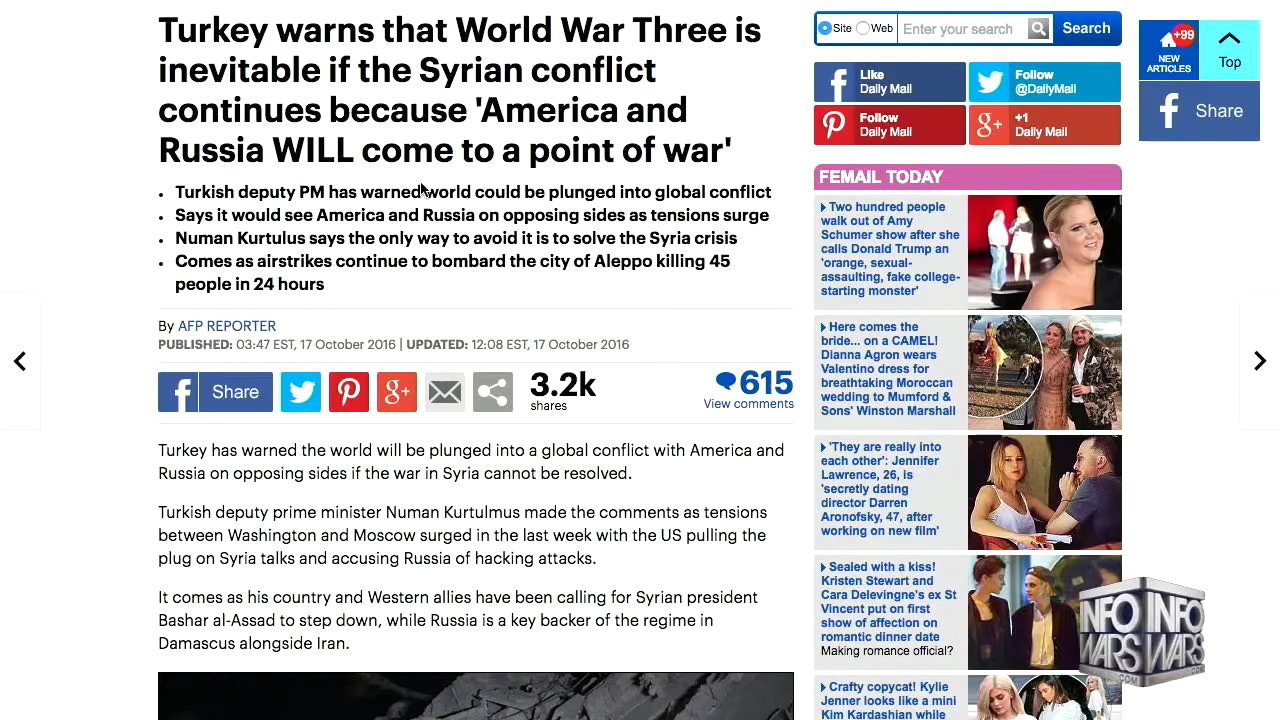 Turkey warns that World War Three is
inevitable if the Syrian conflict
continues because 'America and
Russia WILL come to a point of war'
• Turkish deputy PM has warned world could be plunged into global conflict
• Says it would see America and Russia on opposing sides as tensions surge
• Numan Kurtulus says the only way to avoid it is to solve the Syria crisis
• Comes as airstrikes continue to bombard the city of Aleppo killing 45
people in 24 hours
By AFP REPORTER
PUBLISHED: 03:47 EST, 17 October 2016 | UPDATED: 12:08 EST, 17 October 2016
f Share
g+
3.2k
shares
615
View comments
Turkey has warned the world will be plunged into a global conflict with America and
Russia on opposing sides if the war in Syria cannot be resolved.
Turkish deputy prime minister Numan Kurtulmus made the comments as tensions
between Washington and Moscow surged in the last week with the US pulling the
plug on Syria talks and accusing Russia of hacking attacks.
It comes as his country and Western allies have been calling for Syrian president
Bashar al-Assad to step down, while Russia is a key backer of the regime in
Damascus alongside Iran.
Site Web Enter your search Search
Like
Daily Mail
Follow
@DailyMail
Follow
Daily Mail
g+ +1
Daily Mail
FEMAIL TODAY
Two hundred people
walk out of Amy
Schumer show after she
calls Donald Trump an
'orange, sexual-
assaulting, fake college-
starting monster'
Here comes the
bride... on a CAMEL!
Dianna Agron wears
Valentino dress for
breathtaking Moroccan
wedding to Mumford &
Sons' Winston Marshall
'They are really into
each other': Jennifer
Lawrence, 26, is
'secretly dating
director Darren
Aronofsky, 47, after
working on new film'
Sealed with a kiss!
Kristen Stewart and
Cara Delevingne's ex St
Vincent put on first
show of affection on
romantic dinner date
Making romance official?
Crafty copycat! Kylie
Jenner looks like a mini
Kim Kardashian while
+99
NEW
ARTICLES
Top
f Share
INFO INFO
WARS WARS
.COM